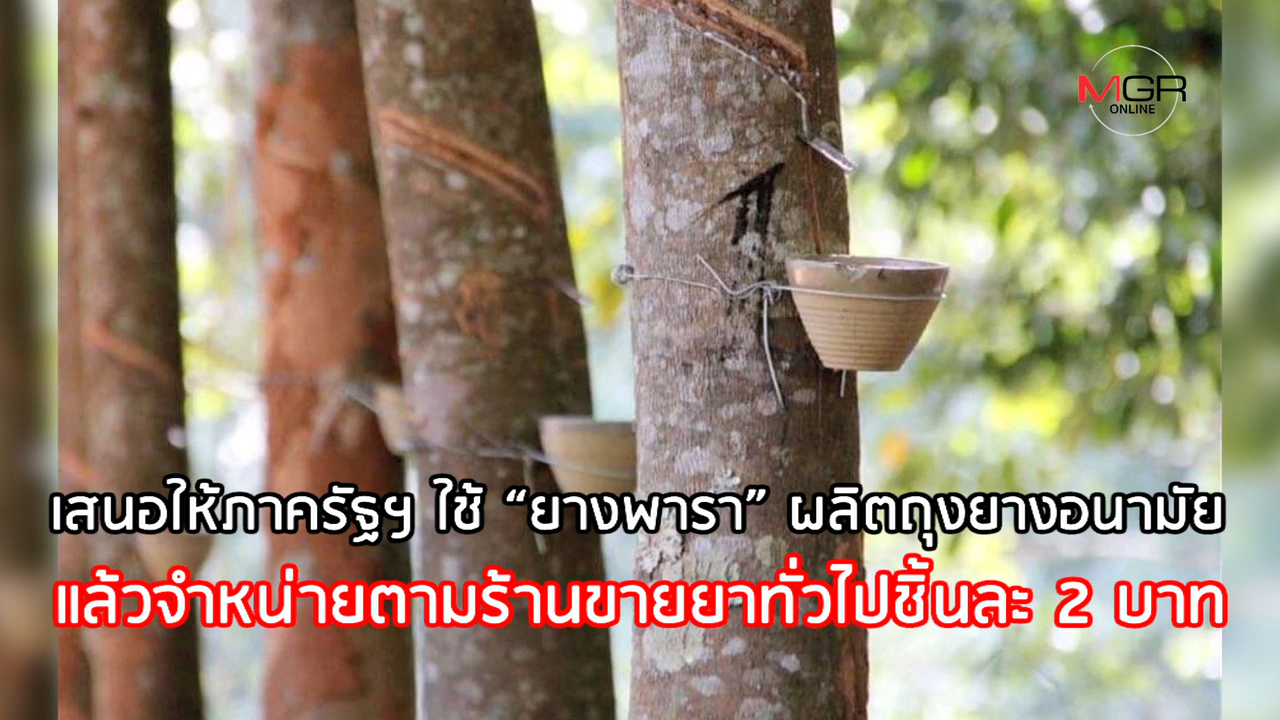 MGR
ONLINE
เสนอให้ภาครัฐฯ ใช้ “ยางพารา” ผลิตถุงยางอนามัย
แล้วจำหน่ายตามร้านขายยาทั่วไปชิ้นละ 2 บาท